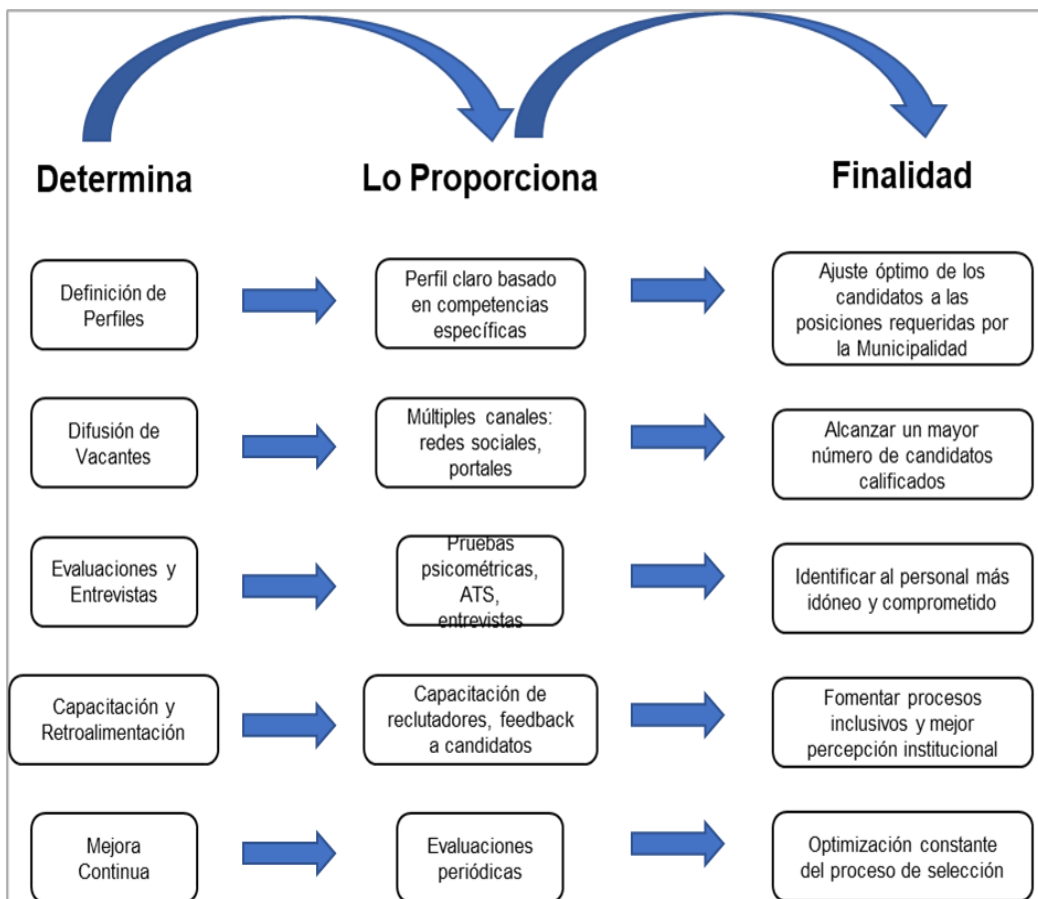 Determina
Lo Proporciona
Finalidad
Definición de
Perfiles
Perfil claro basado
en competencias
específicas
Ajuste óptimo de los
candidatos a las
posiciones requeridas por
la Municipalidad
Difusión de
Vacantes
Múltiples canales:
redes sociales,
portales
Alcanzar un mayor
número de candidatos
calificados
Evaluaciones y
Entrevistas
Pruebas
psicométricas,
ATS,
entrevistas
Identificar al personal más
idóneo y comprometido
Capacitación y
Retroalimentación
Capacitación de
reclutadores, feedback
a candidatos
Fomentar procesos
inclusivos y mejor
percepción institucional
Mejora
Continua
Evaluaciones
periódicas
Optimización constante
del proceso de selección